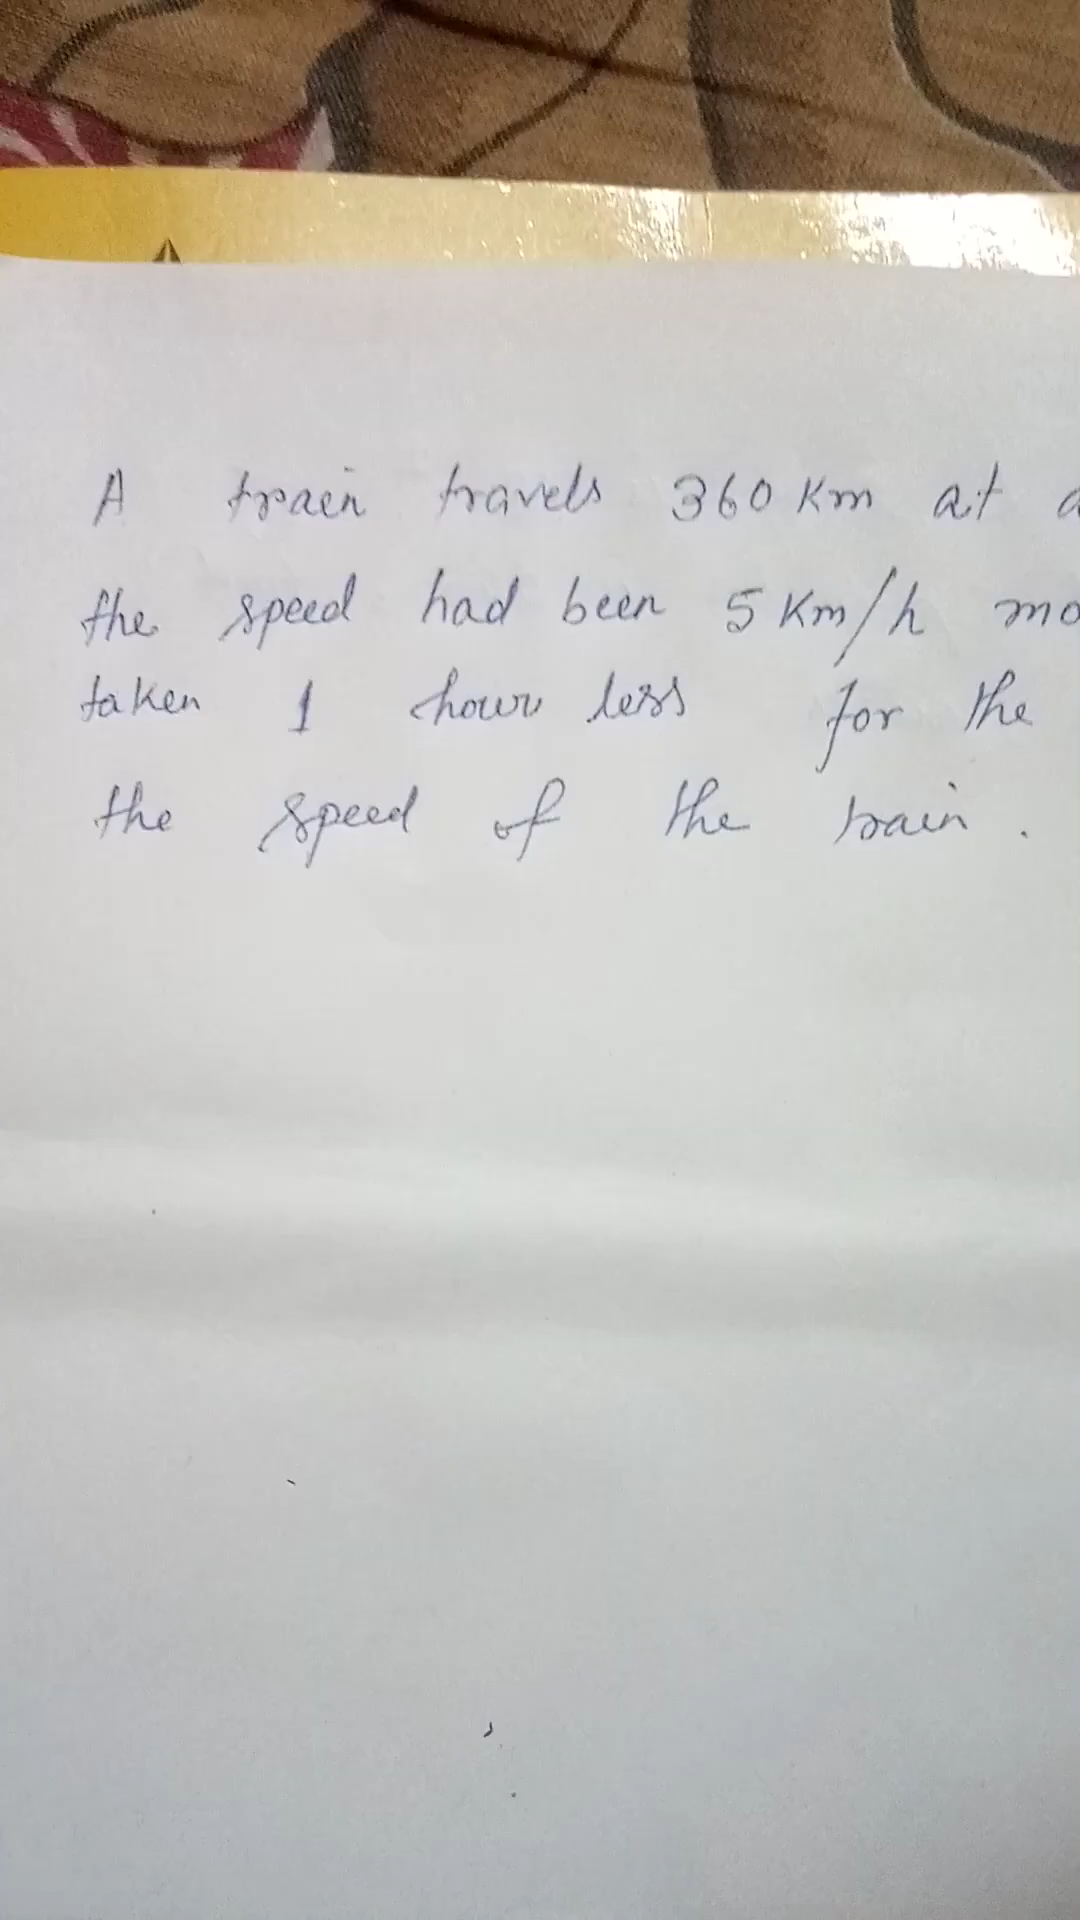 A train travels 360 Km at a
the speed had been 5 Km/h mo
taken 1 hour less for the
the speed of the train.